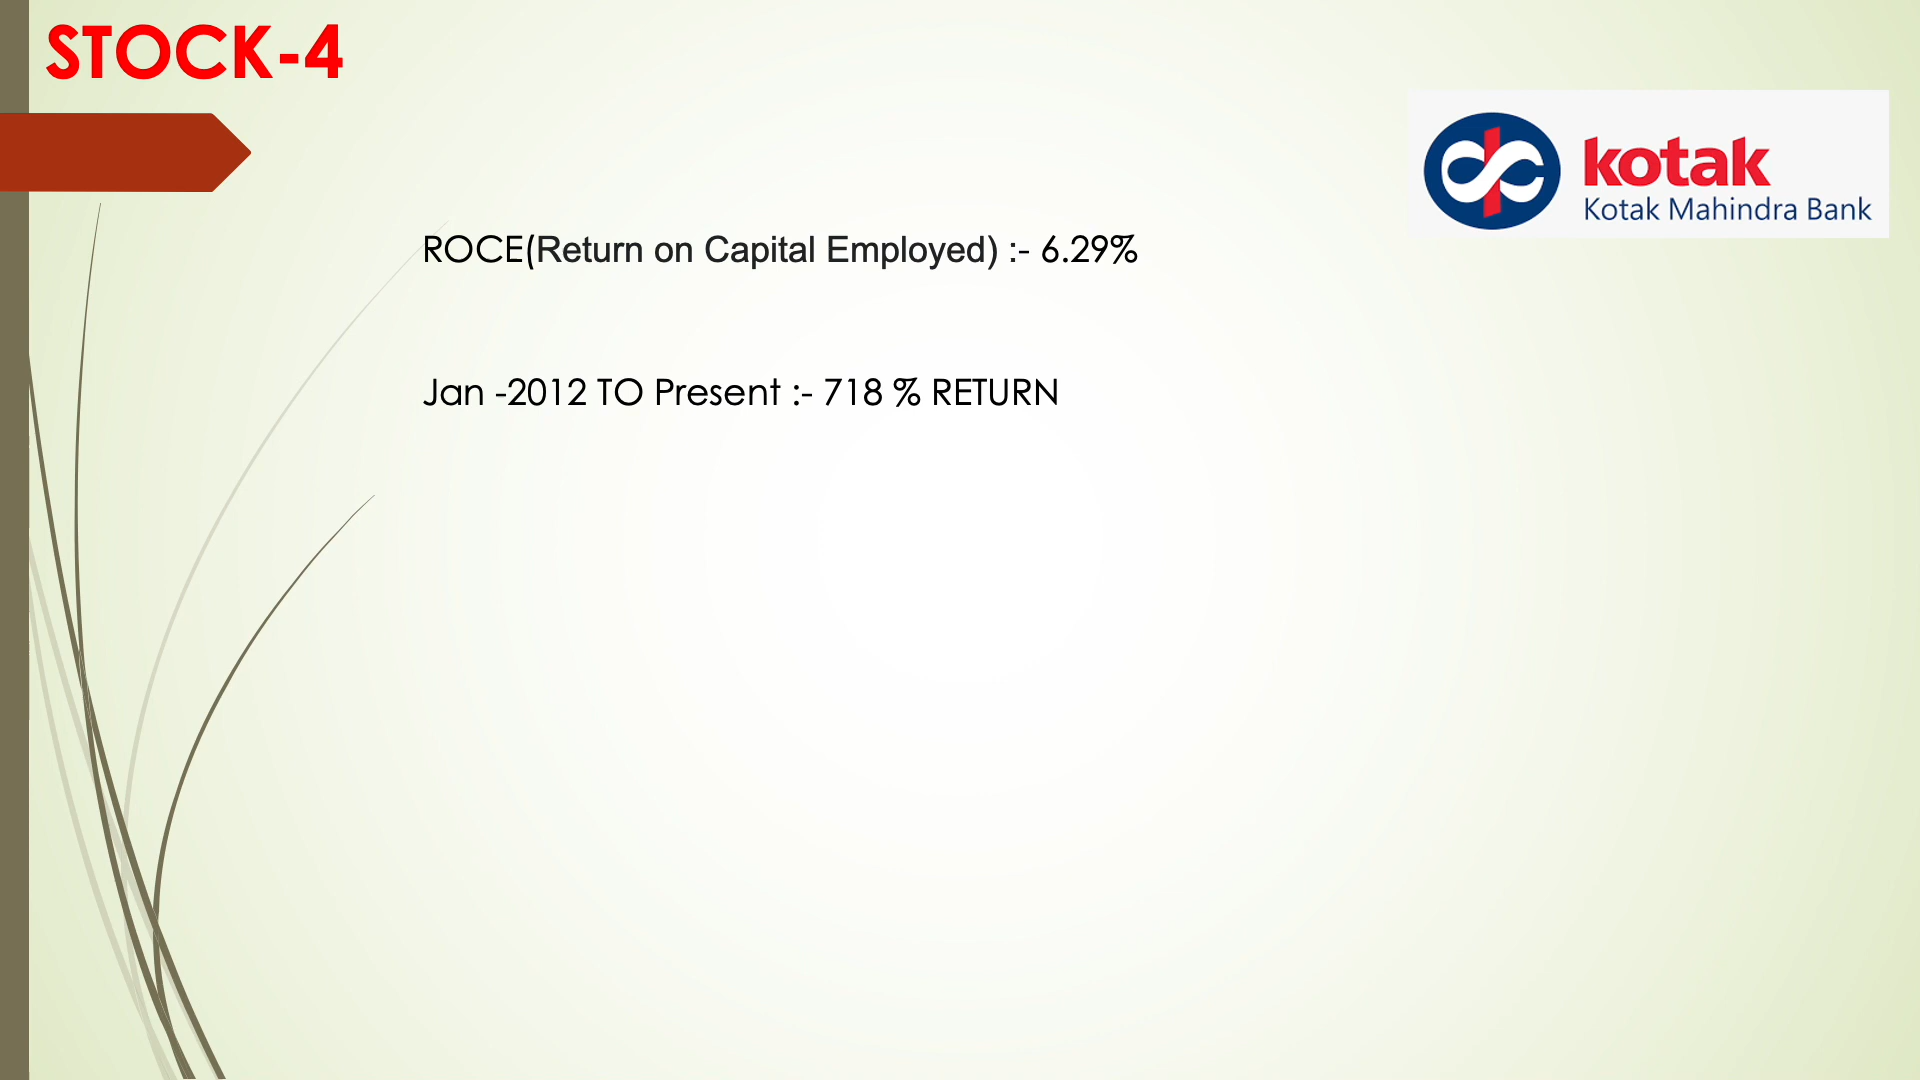 STOCK-4
kotak
Kotak Mahindra Bank
ROCE(Return on Capital Employed) :- 6.29%
Jan -2012 TO Present :- 718 % RETURN